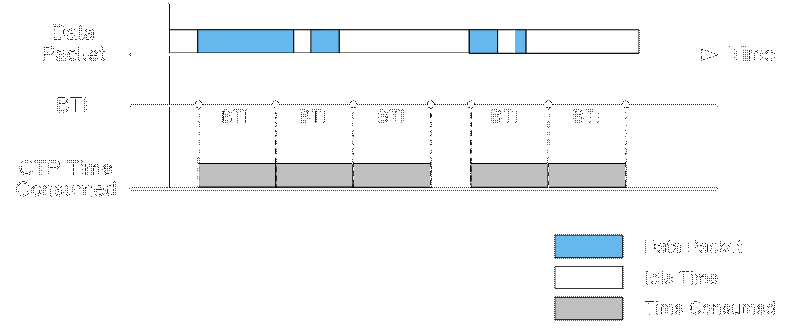 Data
Packet
Time
BTI
BTI BTI BTI BTI BTI
CTP Time
Consumed
Data Packet
Idle Time
Time Consumed